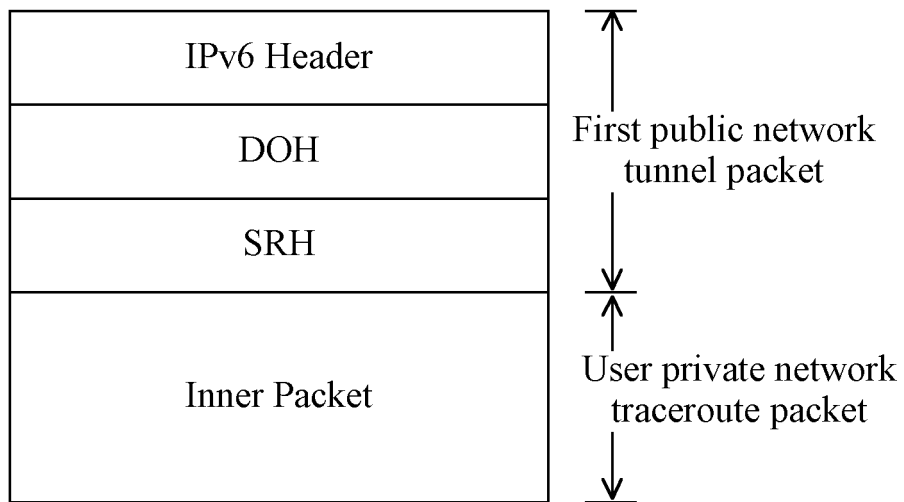 IPv6 Header
DOH
SRH
First public network
tunnel packet
Inner Packet
User private network
traceroute packet